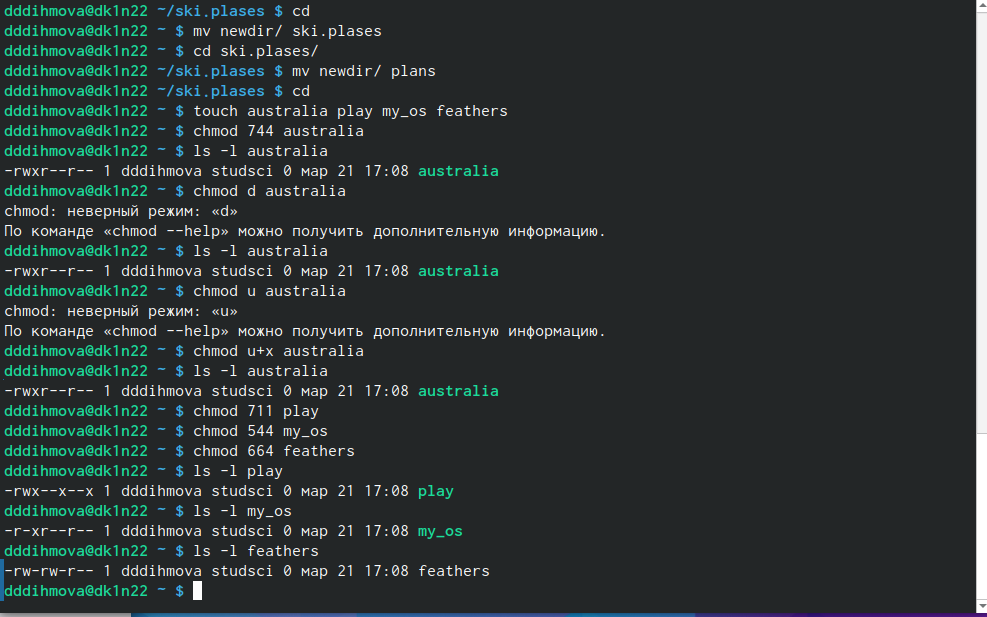 dddihmova@dk1n22 ~/ski.plases $ cd
dddihmova@dk1n22 ~ $ mv newdir/ ski.plases
dddihmova@dk1n22 ~ $ cd ski.plases/
dddihmova@dk1n22 ~/ski.plases $ mv newdir/ plans
dddihmova@dk1n22 ~/ski.plases $ cd
dddihmova@dk1n22 ~ $ touch australia play my_os feathers
dddihmova@dk1n22 ~ $ chmod 744 australia
dddihmova@dk1n22 ~ $ ls -l australia
-rwxr--r-- 1 dddihmova studsci 0 мар 21 17:08 australia
dddihmova@dk1n22 ~ $ chmod d australia
chmod: неверный режим: «d»
По команде «chmod --help» можно получить дополнительную информацию.
dddihmova@dk1n22 ~ $ ls -l australia
-rwxr--r-- 1 dddihmova studsci 0 мар 21 17:08 australia
dddihmova@dk1n22 ~ $ chmod u australia
chmod: неверный режим: «u»
По команде «chmod --help» можно получить дополнительную информацию.
dddihmova@dk1n22 ~ $ chmod u+x australia
dddihmova@dk1n22 ~ $ ls -l australia
-rwxr--r-- 1 dddihmova studsci 0 мар 21 17:08 australia
dddihmova@dk1n22 ~ $ chmod 711 play
dddihmova@dk1n22 ~ $ chmod 544 my_os
dddihmova@dk1n22 ~ $ chmod 664 feathers
dddihmova@dk1n22 ~ $ ls -l play
-rwx--x--x 1 dddihmova studsci 0 мар 21 17:08 play
dddihmova@dk1n22 ~ $ ls -l my_os
-r-xr--r-- 1 dddihmova studsci 0 мар 21 17:08 my_os
dddihmova@dk1n22 ~ $ ls -l feathers
-rw-rw-r-- 1 dddihmova studsci 0 мар 21 17:08 feathers
dddihmova@dk1n22 ~ $